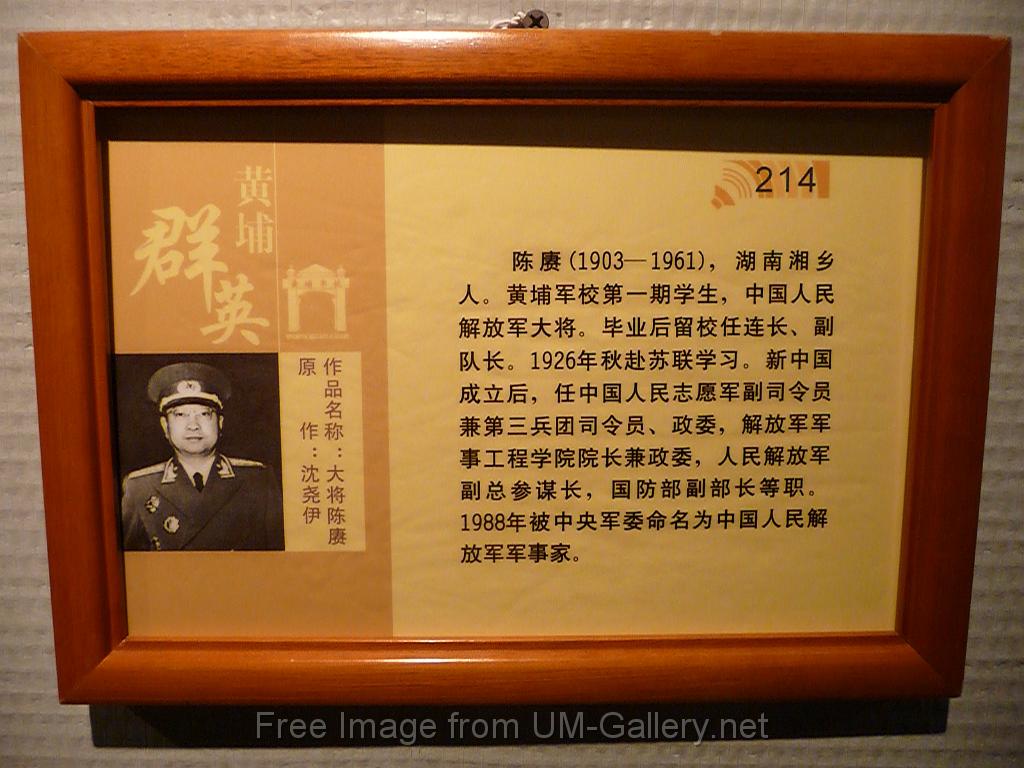 黄埔
群英
作品名称：大将陈赓
原　作：沈尧伊
214
陈赓(1903—1961)，湖南湘乡
人。黄埔军校第一期学生，中国人民
解放军大将。毕业后留校任连长、副
队长。1926年秋赴苏联学习。新中国
成立后，任中国人民志愿军副司令员
兼第三兵团司令员、政委，解放军军
事工程学院院长兼政委，人民解放军
副总参谋长，国防部副部长等职。
1988年被中央军委命名为中国人民解
放军军事家。
Free Image from UM-Gallery.net